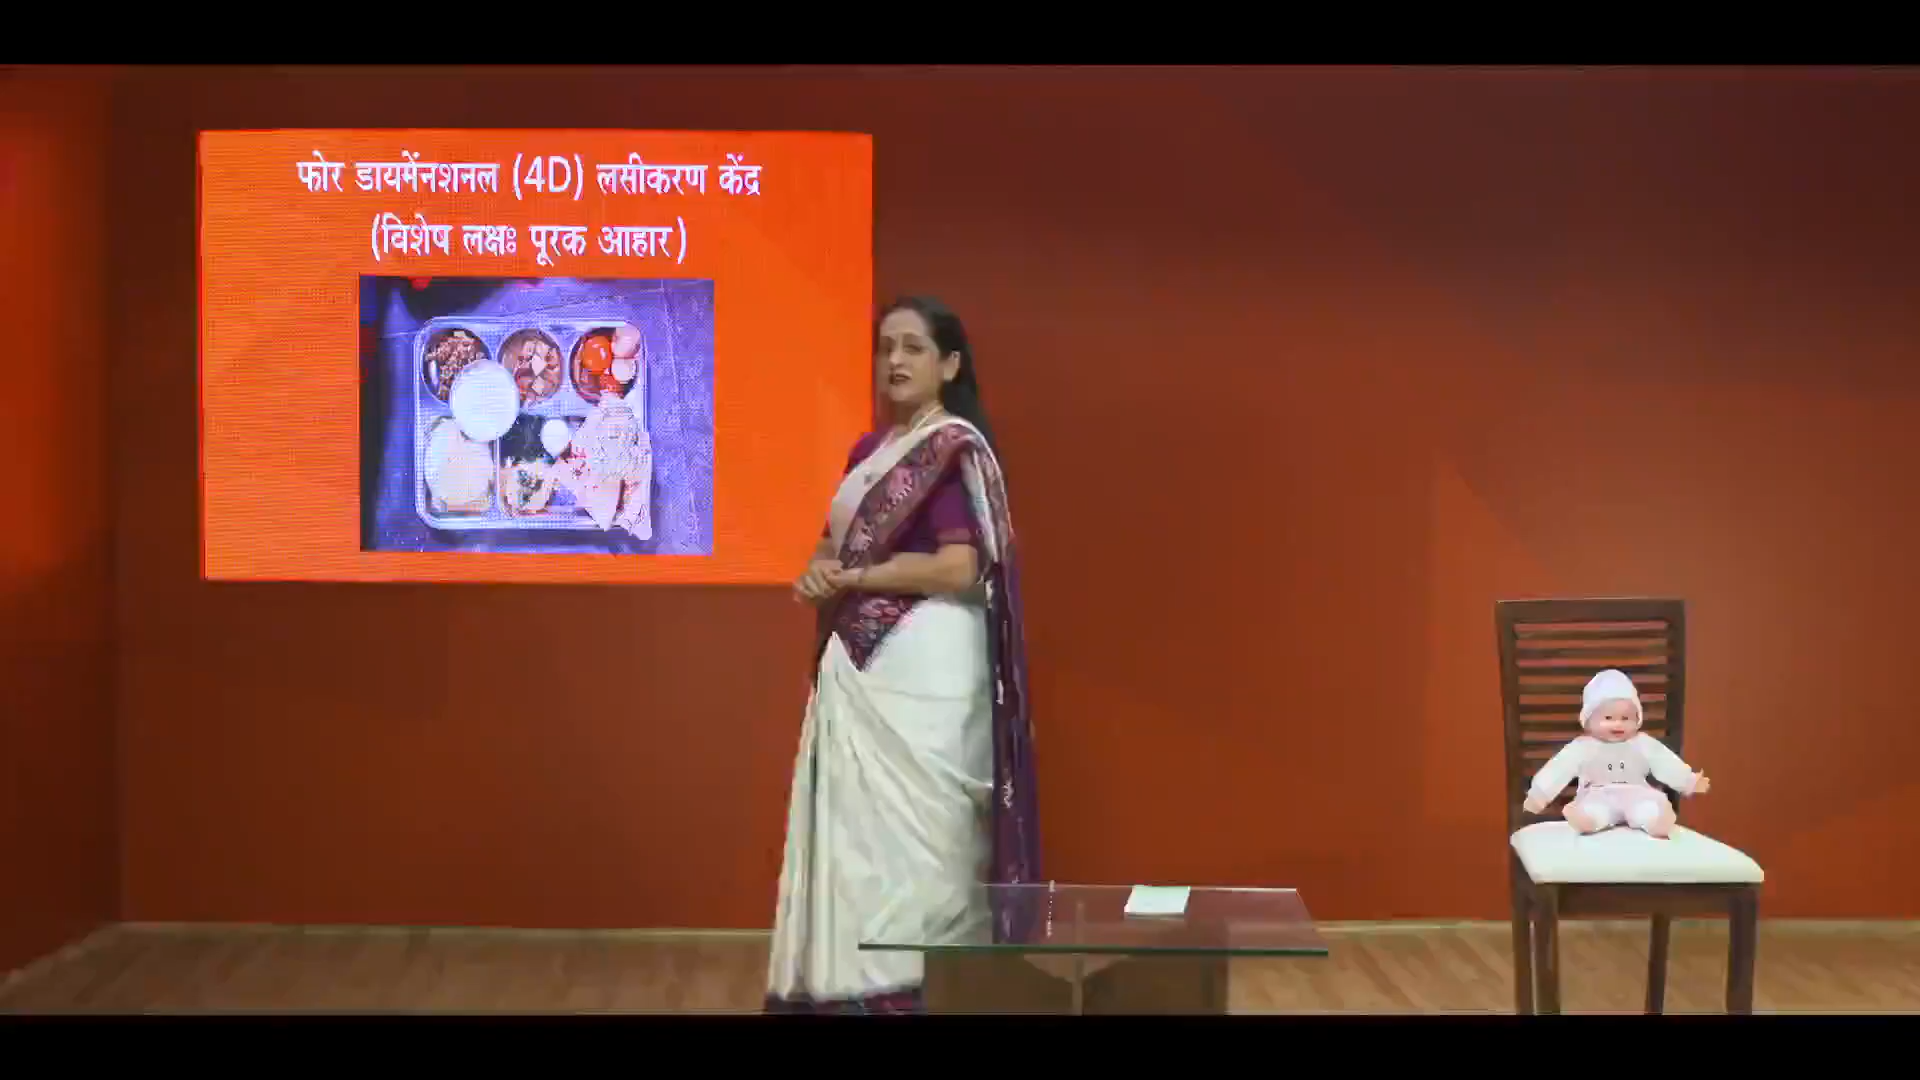 फोर डायमेंनशनल (4D) लसीकरण केंद्र
(विशेष लक्षः पूरक आहार)